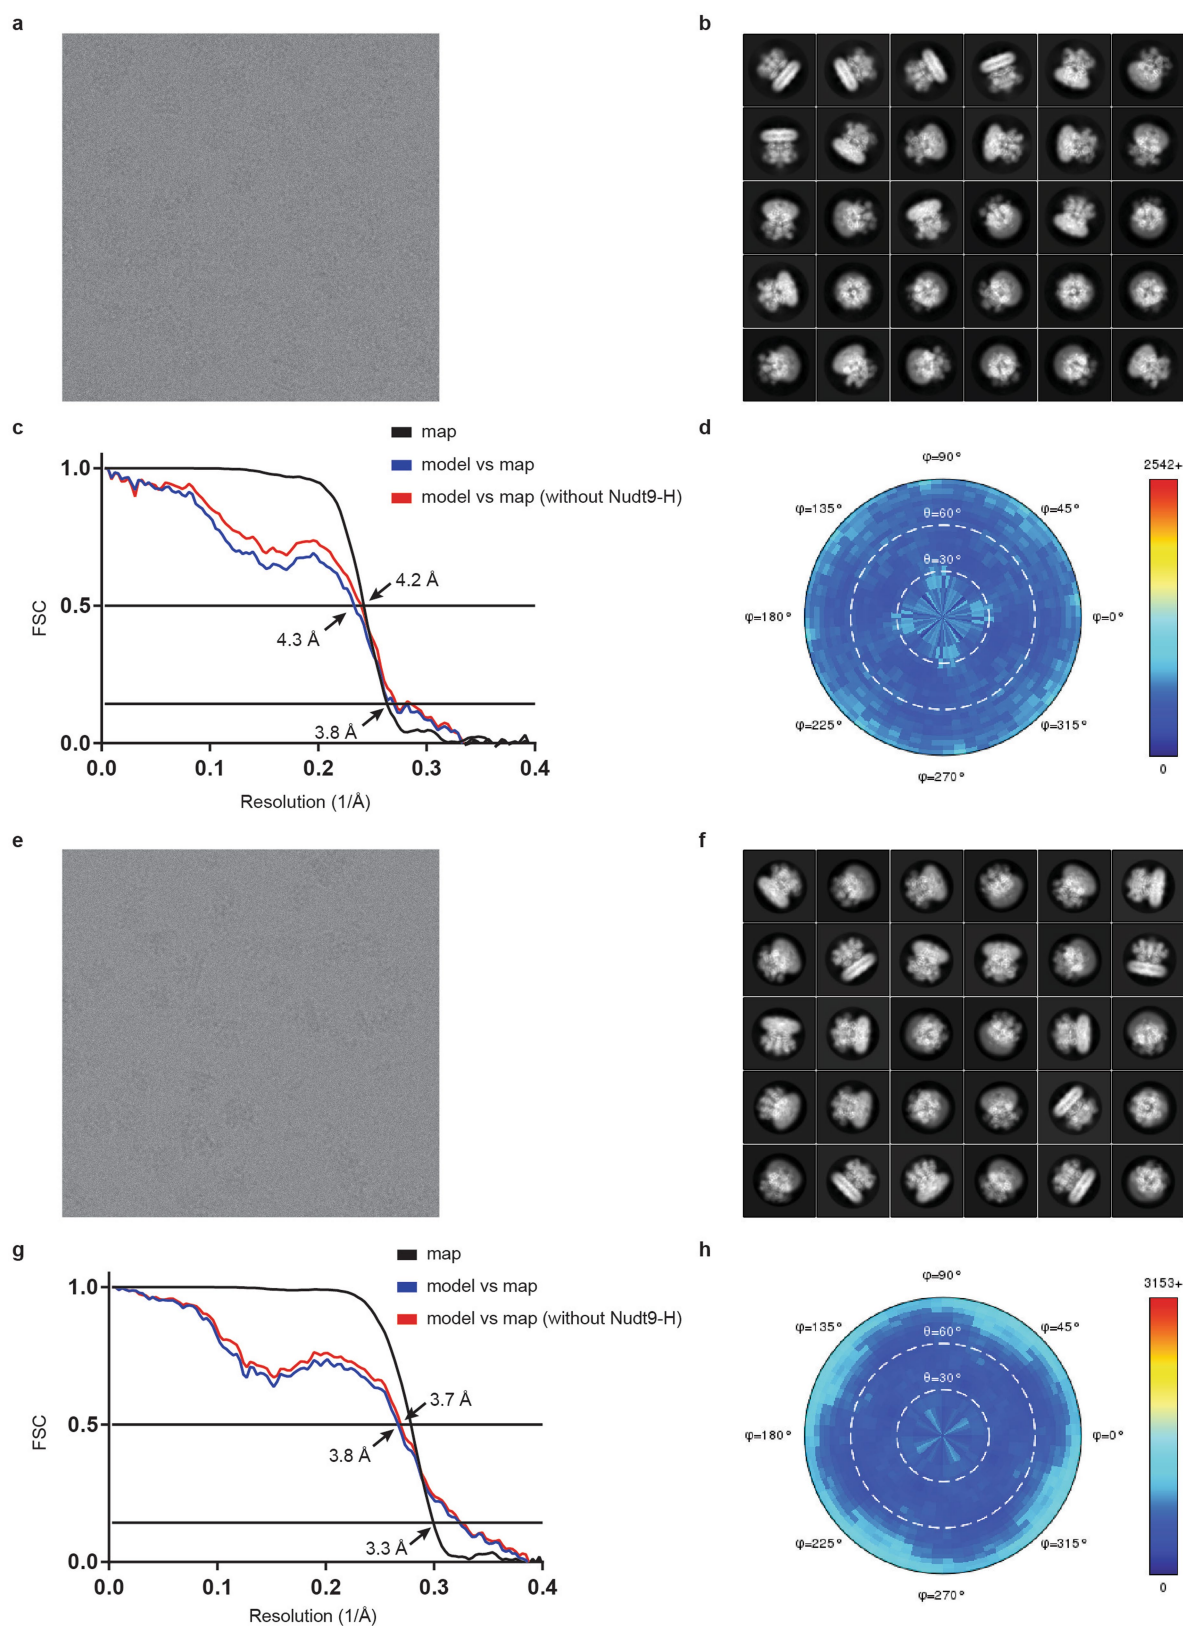 a
b
c
map
model vs map
model vs map (without Nudt9-H)
1.0
0.5
0.0
FSC
4.2 Å
4.3 Å
3.8 Å
0.0 0.1 0.2 0.3 0.4
Resolution (1/Å)
d
φ=90°
φ=135°
φ=45°
θ=60°
θ=30°
φ=180°
φ=0°
φ=225°
φ=315°
φ=270°
2542+
0
e
f
g
map
model vs map
model vs map (without Nudt9-H)
1.0
0.5
0.0
FSC
3.7 Å
3.8 Å
3.3 Å
0.0 0.1 0.2 0.3 0.4
Resolution (1/Å)
h
φ=90°
φ=135°
φ=45°
θ=60°
θ=30°
φ=180°
φ=0°
φ=225°
φ=315°
φ=270°
3153+
0